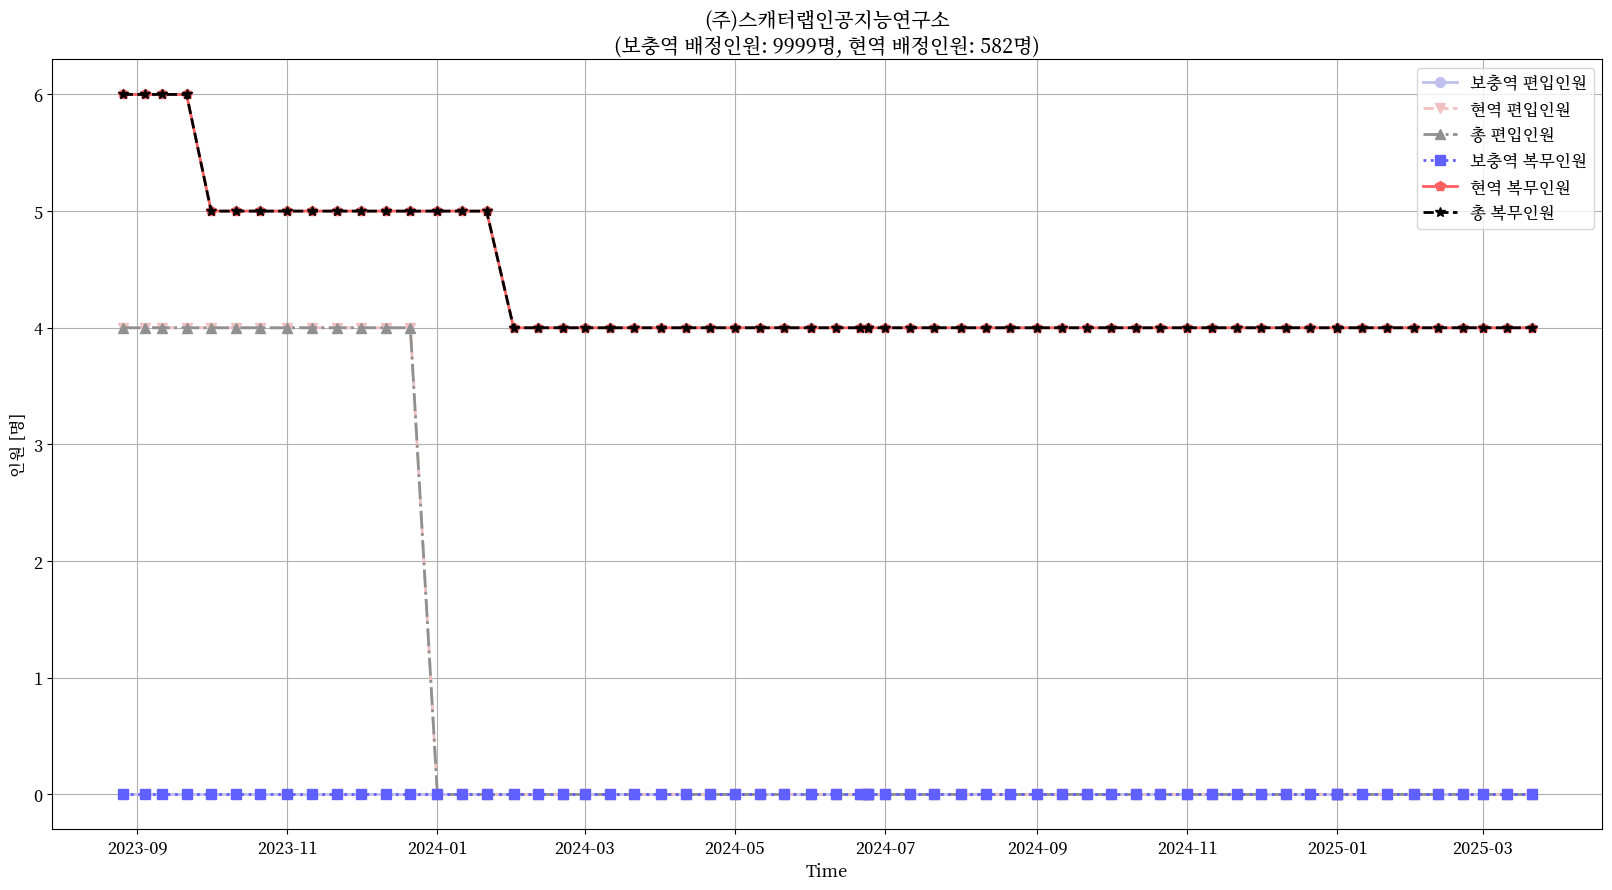 (주)스캐터랩인공지능연구소
(보충역 배정인원: 9999명, 현역 배정인원: 582명)
보충역 편입인원
현역 편입인원
총 편입인원
보충역 복무인원
현역 복무인원
총 복무인원
인원 [명]
6
5
4
3
2
1
0
2023-09 2023-11 2024-01 2024-03 2024-05 2024-07 2024-09 2024-11 2025-01 2025-03
Time